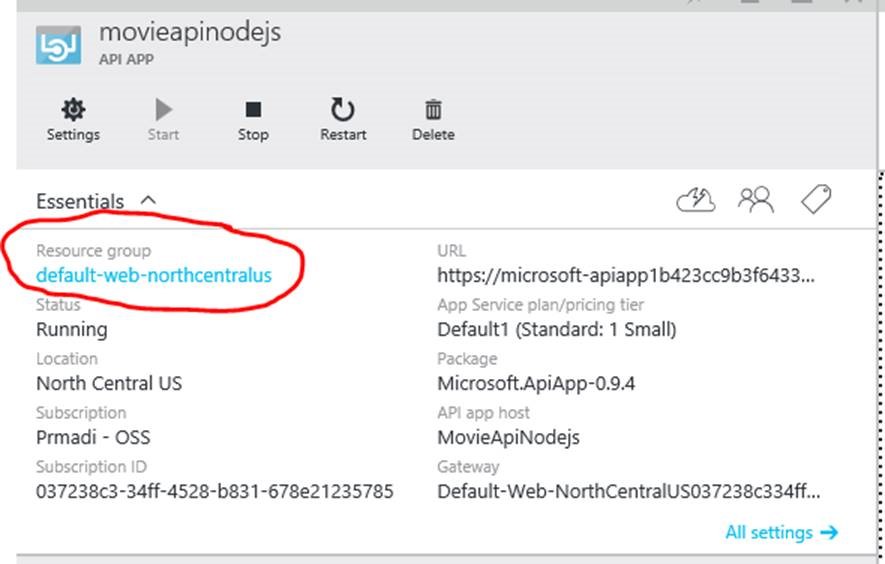 movieapinodejs
API APP
Settings
Start
Stop
Restart
Delete
Essentials
Resource group
default-web-northcentralus
Status
Running
Location
North Central US
Subscription
Prmadi - OSS
Subscription ID
037238c3-34ff-4528-b831-678e21235785
URL
https://microsoft-apiapp1b423cc9b3f6433...
App Service plan/pricing tier
Default1 (Standard: 1 Small)
Package
Microsoft.ApiApp-0.9.4
API app host
MovieApiNodejs
Gateway
Default-Web-NorthCentralUS037238c334ff...
All settings →